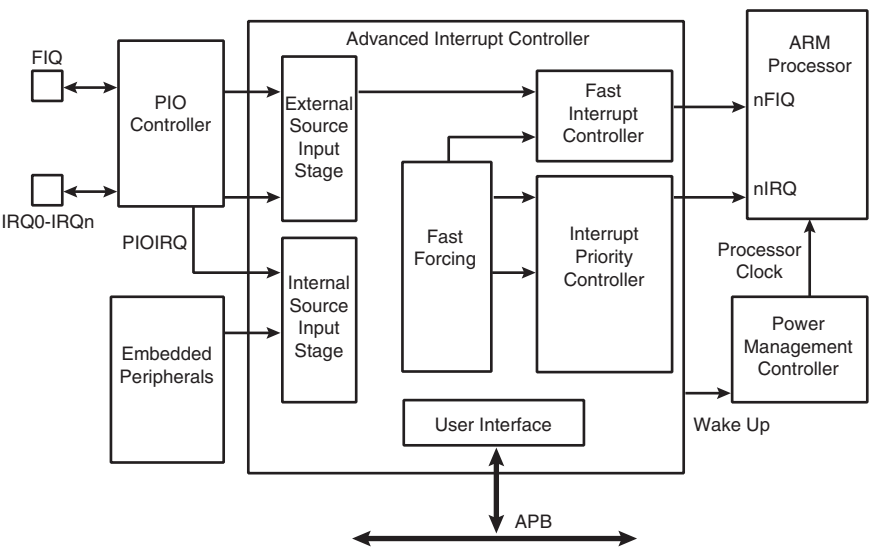 Advanced Interrupt Controller
FIQ
PIO
Controller
IRQ0-IRQn
PIOIRQ
Embedded
Peripherals
External
Source
Input
Stage
Internal
Source
Input
Stage
Fast
Forcing
Fast
Interrupt
Controller
Interrupt
Priority
Controller
User Interface
APB
ARM
Processor
nFIQ
nIRQ
Processor
Clock
Power
Management
Controller
Wake Up